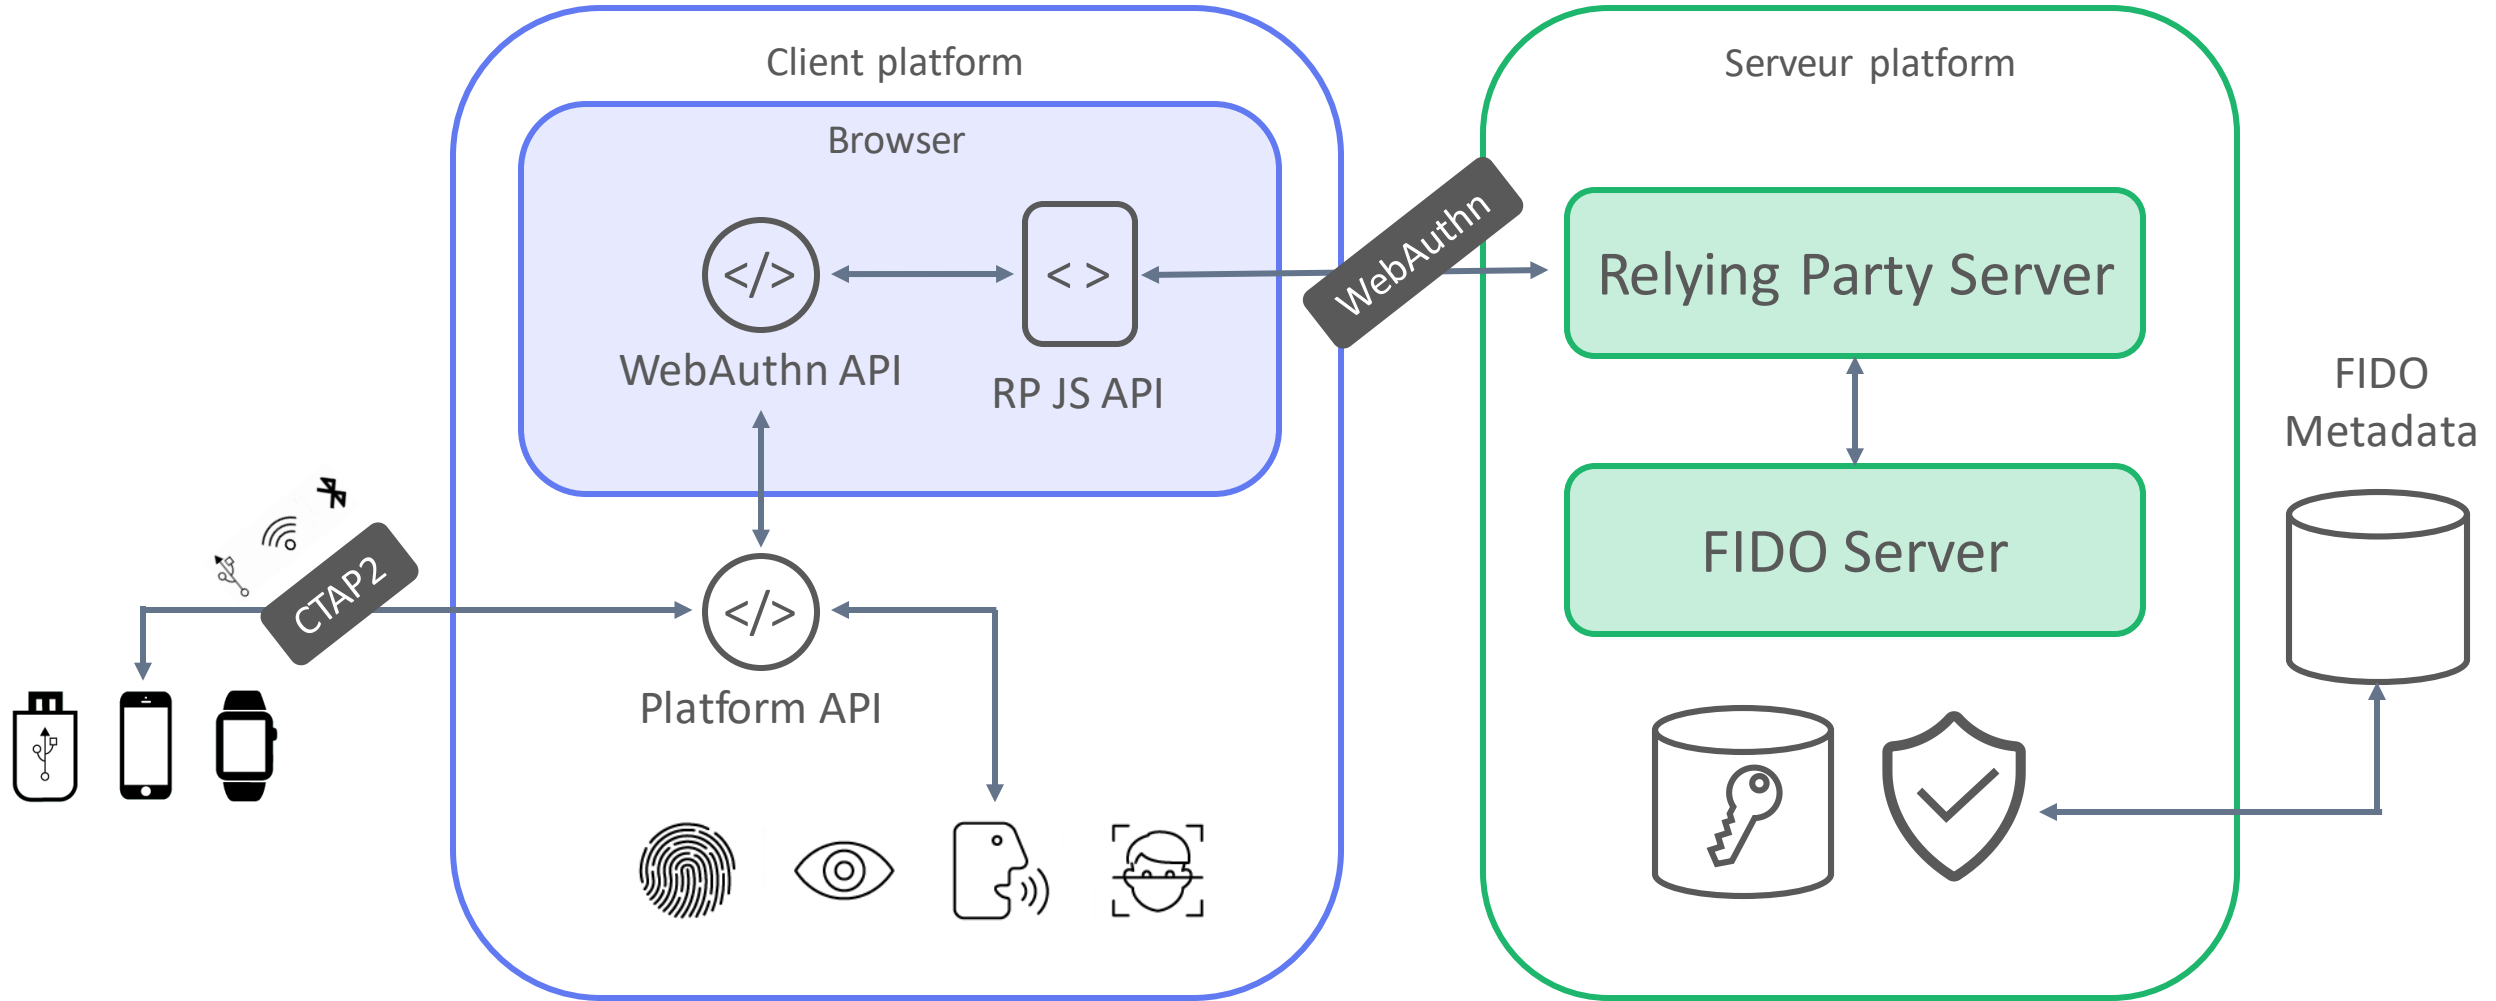 Client platform
Serveur platform
Browser
</>
< >
WebAuthn
Relying Party Server
WebAuthn API
RP JS API
FIDO
Metadata
FIDO Server
CTAP2
</>
Platform API